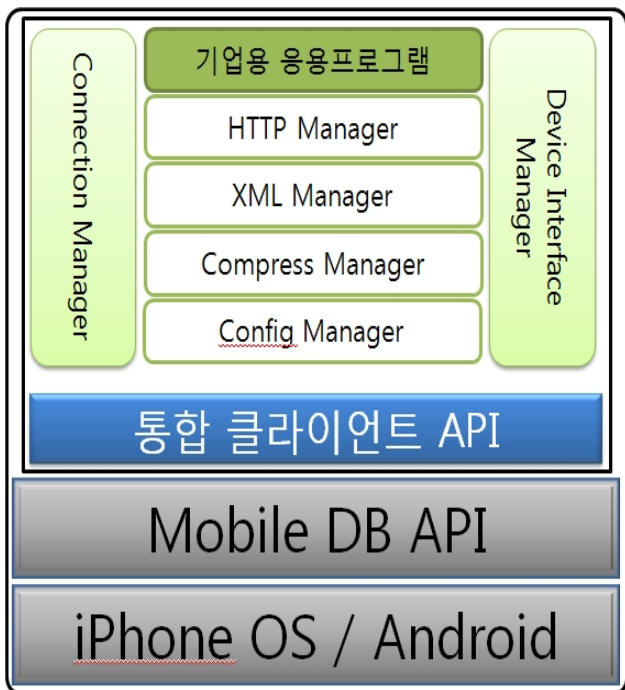 Connection Manager
기업용 응용프로그램
HTTP Manager
XML Manager
Compress Manager
Config Manager
Device Interface
Manager
통합 클라이언트 API
Mobile DB API
iPhone OS / Android